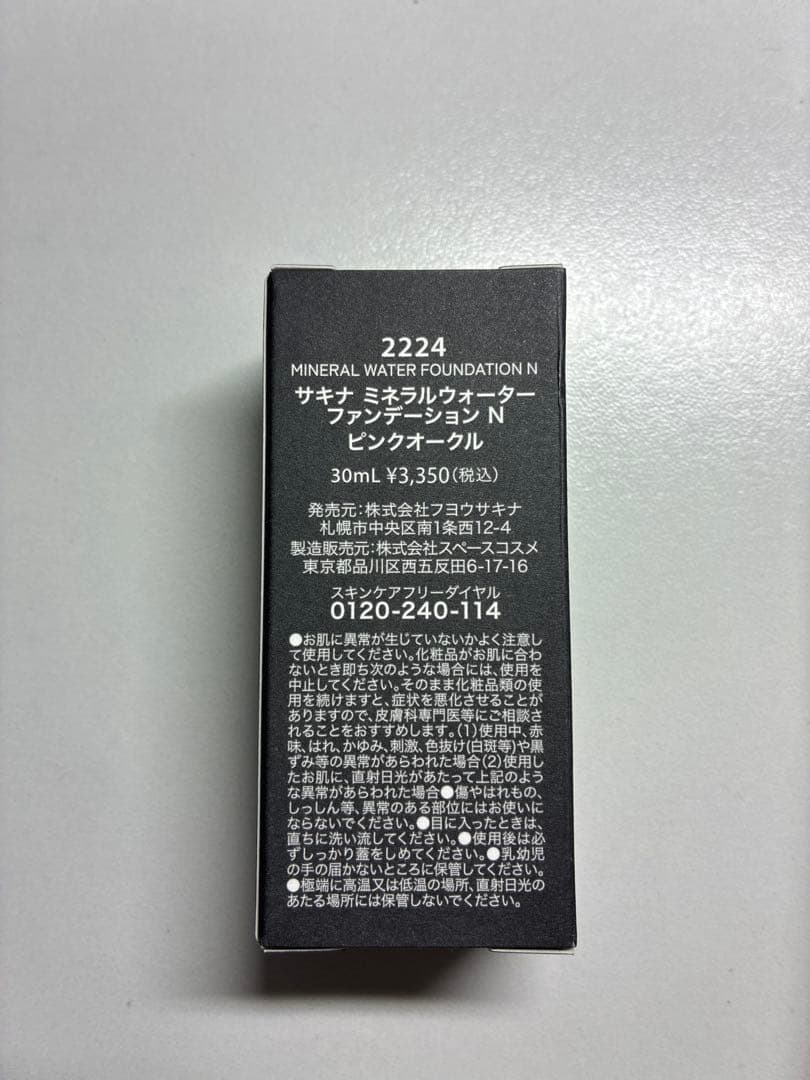 2224
MINERAL WATER FOUNDATION N
サキナ ミネラルウォーター
ファンデーション N
ピンクオークル
30mL ¥3,350(税込)
発売元:株式会社フヨウサキナ
札幌市中央区南1条西12-4
製造販売元:株式会社スペースコスメ
東京都品川区西五反田6-17-16
スキンケアフリーダイヤル
0120-240-114
●お肌に異常が生じていないかよく注意し
て使用してください。化粧品がお肌に合わ
ないとき即ち次のような場合には、使用を
中止してください。そのまま化粧品類の使
用を続けますと、症状を悪化させることが
ありますので、皮膚科専門医等にご相談さ
れることをおすすめします。(1)使用中、赤
味、はれ、かゆみ、刺激、色抜け(白斑等)や黒
ずみ等の異常があらわれた場合(2)使用し
たお肌に、直射日光があたって上記のよう
な異常があらわれた場合●傷やはれもの、
しっしん等、異常のある部位にはお使いに
ならないでください。●目に入ったときは、
直ちに洗い流してください。●使用後は必
ずしっかり蓋をしめてください。●乳幼児
の手の届かないところに保管してください。
●極端に高温又は低温の場所、直射日光の
あたる場所には保管しないでください。